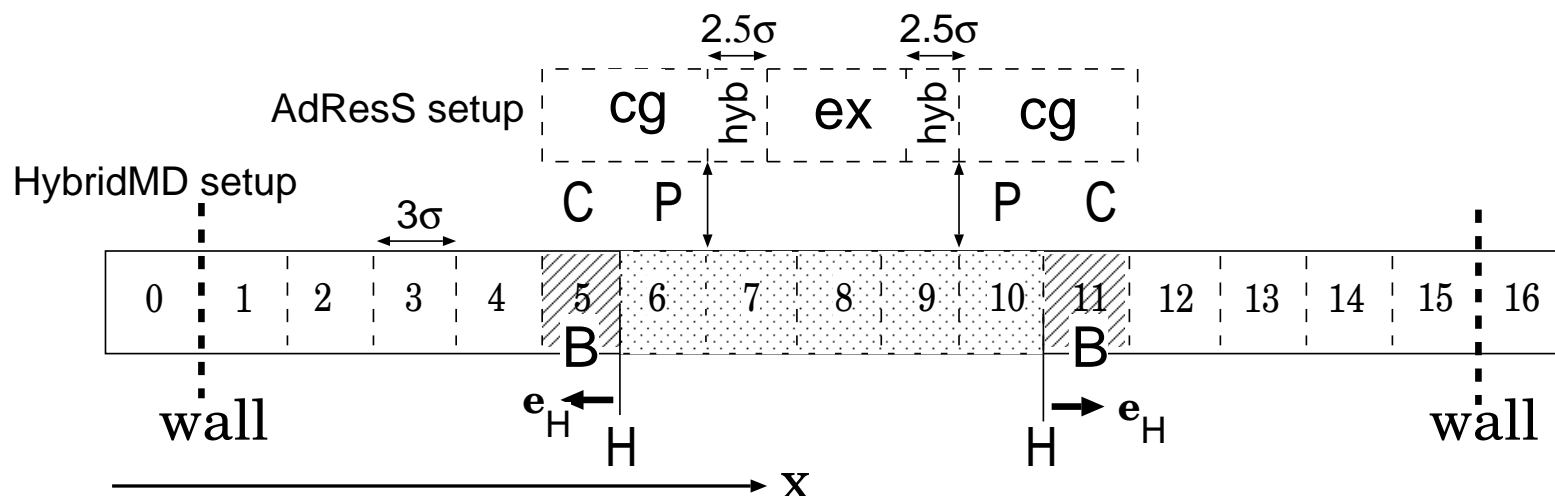 2.5σ 2.5σ
AdResS setup cg hyb ex hyb cg
HybridMD setup C P P C
3σ
0 1 2 3 4 5 6 7 8 9 10 11 12 13 14 15 16
B B
e_H e_H
wall H H wall
x